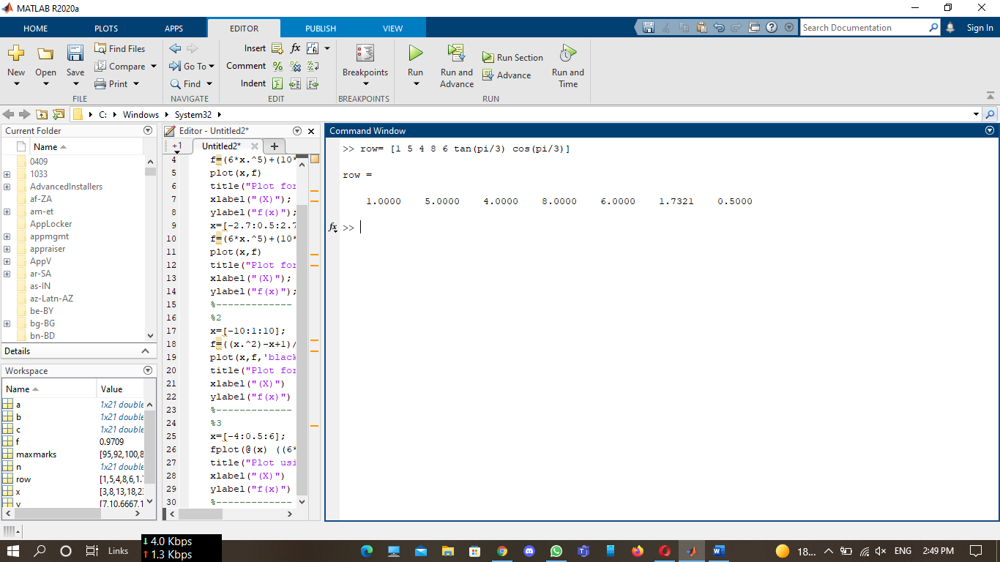 MATLAB R2020a
HOME PLOTS APPS EDITOR PUBLISH VIEW
Search Documentation
Sign In
New Open Save
Find Files
Compare
Print
FILE
Go To
Find
NAVIGATE
Insert
Comment
Indent
EDIT
Breakpoints
BREAKPOINTS
Run
Run and Advance
Run Section
Advance
Run and Time
RUN
C: Windows System32
Current Folder
Name
0409
1033
AdvancedInstallers
af-ZA
am-et
AppLocker
appmgmt
appraiser
AppV
ar-SA
as-IN
az-Latn-AZ
be-BY
bg-BG
bn-BD
Details
Workspace
Name Value
a 1x21 double
b 1x21 double
c 1x21 double
f 0.9709
maxmarks [95,92,100,8
n 1x21 double
row [1,5,4,8,6,1.
x [3,8,13,18,23
[7,10.6667,1
Editor - Untitled2*
+1 Untitled2*
4 f=(6*x.^5)+(10*
5 plot(x,f)
6 title("Plot for
7 xlabel("(X)");
8 ylabel("f(x)");
9 x=[-2.7:0.5:2.7
10 f=(6*x.^5)+(10*
11 plot(x,f)
12 title("Plot for
13 xlabel("(X)");
14 ylabel("f(x)");
15 %-------------
16 %2
17 x=[-10:1:10];
18 f=((x.^2)-x+1)/
19 plot(x,f,'black
20 title("Plot for
21 xlabel("(X)")
22 ylabel("f(x)")
23 %-------------
24 %3
25 x=[-4:0.5:6];
26 fplot(@(x) ((6*
27 title("Plot usi
28 xlabel("(X)")
29 ylabel("f(x)")
30 %-------------
Command Window
>> row= [1 5 4 8 6 tan(pi/3) cos(pi/3)]
row =
1.0000 5.0000 4.0000 8.0000 6.0000 1.7321 0.5000
fx >>
Links
↓ 4.0 Kbps
↑ 1.3 Kbps
18...
ENG
2:49 PM